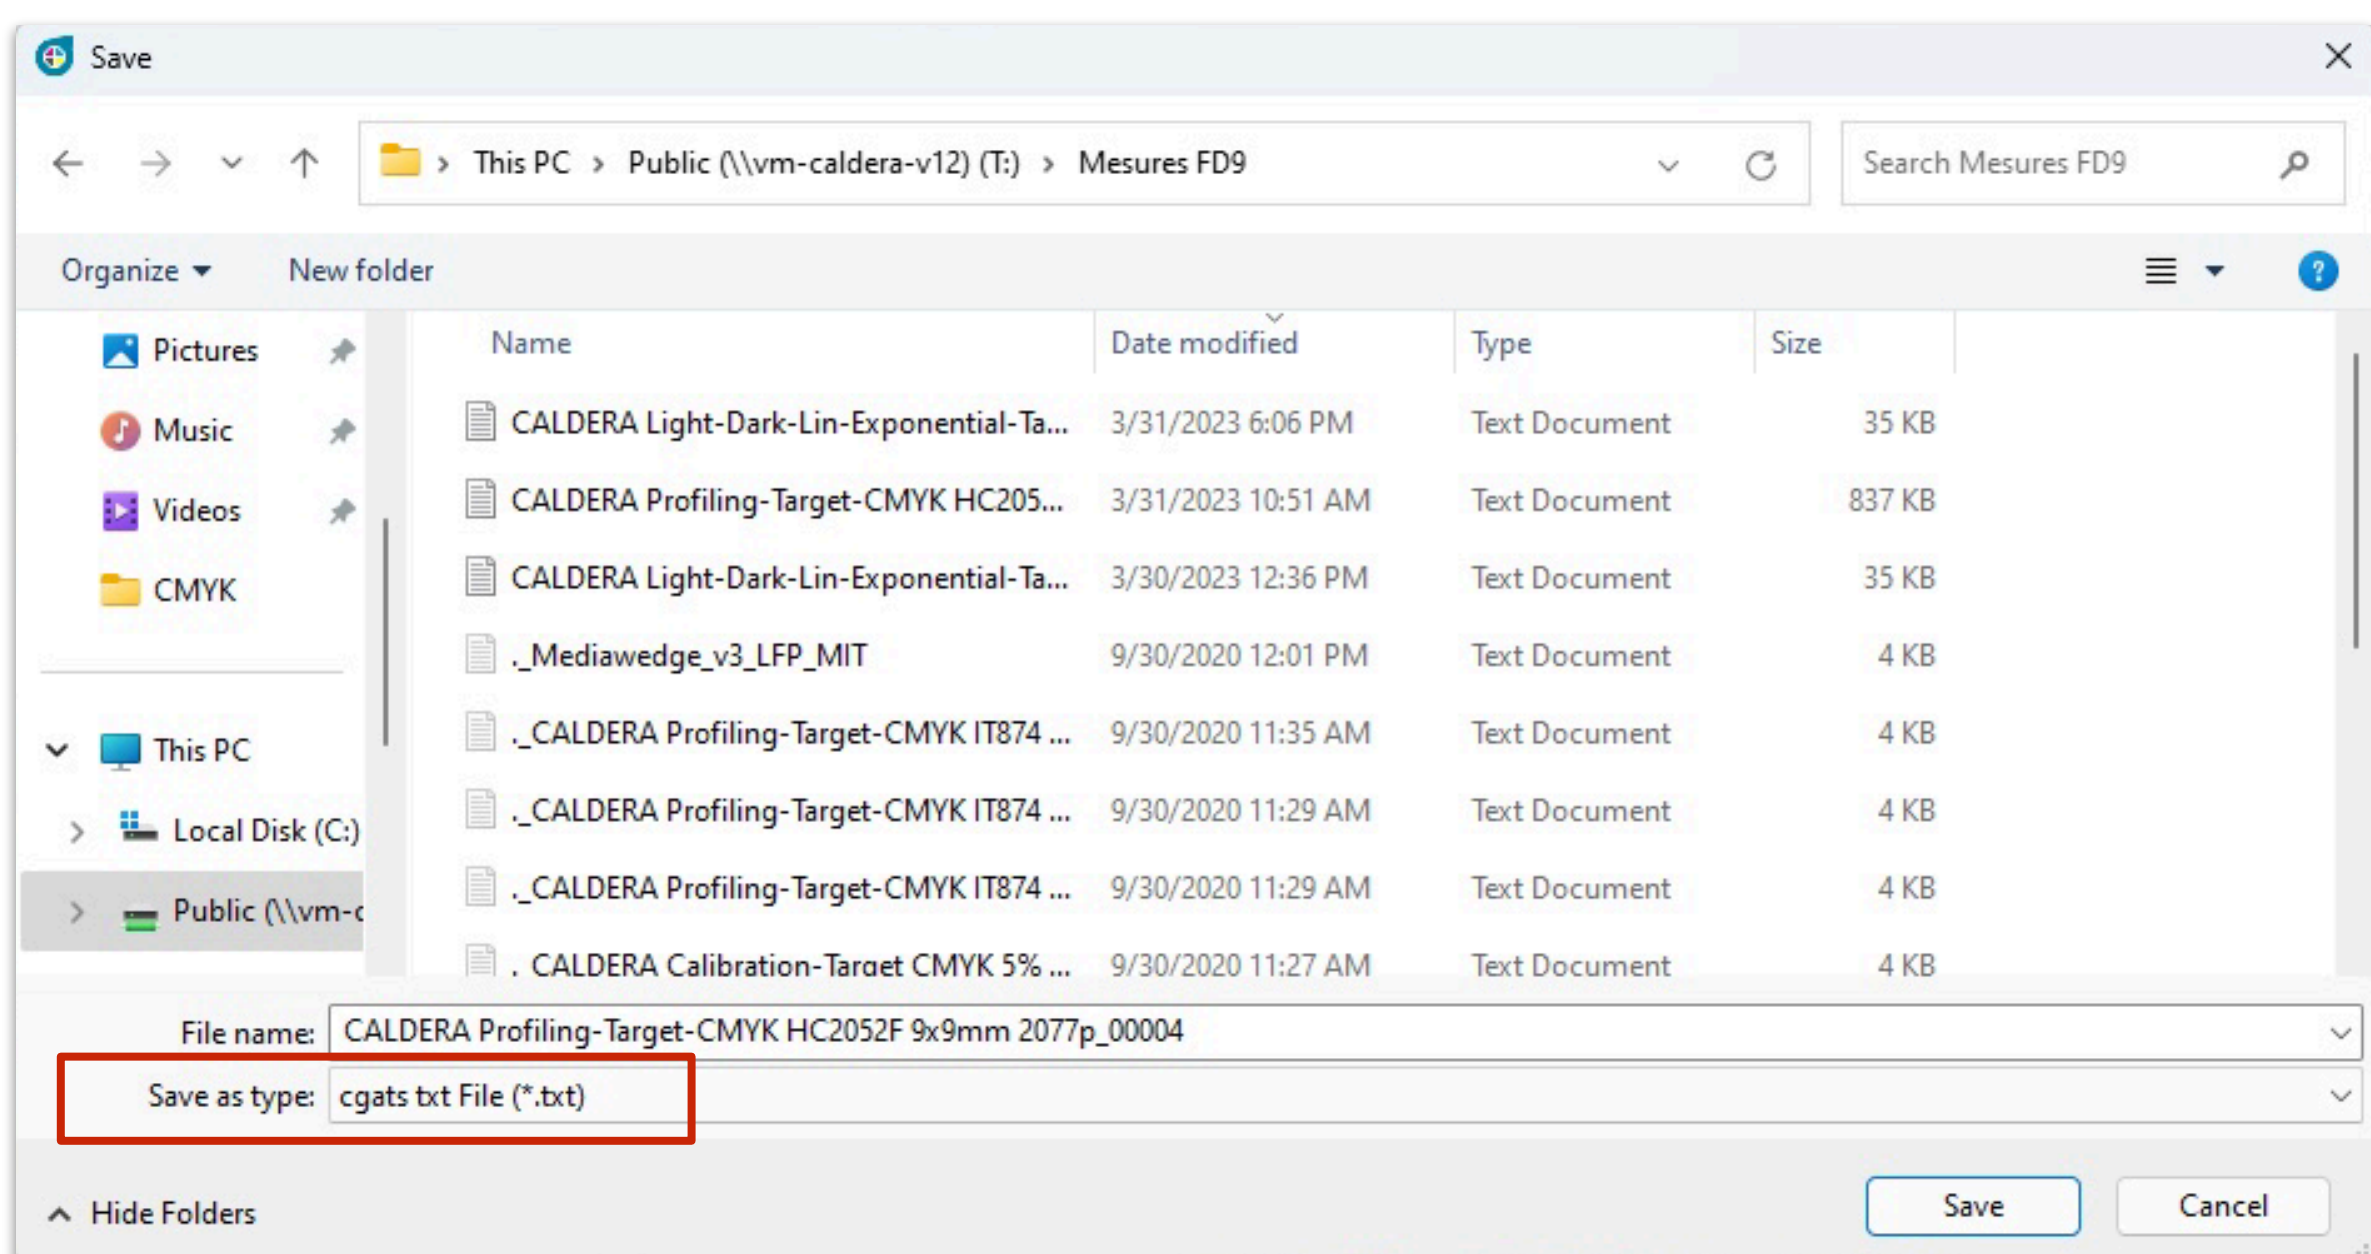 Save
This PC > Public (\\vm-caldera-v12) (T:) > Mesures FD9
Search Mesures FD9
Organize
New folder
Pictures
Music
Videos
CMYK
This PC
Local Disk (C:)
Public (\\vm-c
Name Date modified Type Size
CALDERA Light-Dark-Lin-Exponential-Ta... 3/31/2023 6:06 PM Text Document 35 KB
CALDERA Profiling-Target-CMYK HC205... 3/31/2023 10:51 AM Text Document 837 KB
CALDERA Light-Dark-Lin-Exponential-Ta... 3/30/2023 12:36 PM Text Document 35 KB
._Mediawedge_v3_LFP_MIT 9/30/2020 12:01 PM Text Document 4 KB
._CALDERA Profiling-Target-CMYK IT874 ... 9/30/2020 11:35 AM Text Document 4 KB
._CALDERA Profiling-Target-CMYK IT874 ... 9/30/2020 11:29 AM Text Document 4 KB
._CALDERA Profiling-Target-CMYK IT874 ... 9/30/2020 11:29 AM Text Document 4 KB
._CALDERA Calibration-Target CMYK 5% ... 9/30/2020 11:27 AM Text Document 4 KB
File name: CALDERA Profiling-Target-CMYK HC2052F 9x9mm 2077p_00004
Save as type: cgats txt File (*.txt)
Hide Folders
Save
Cancel